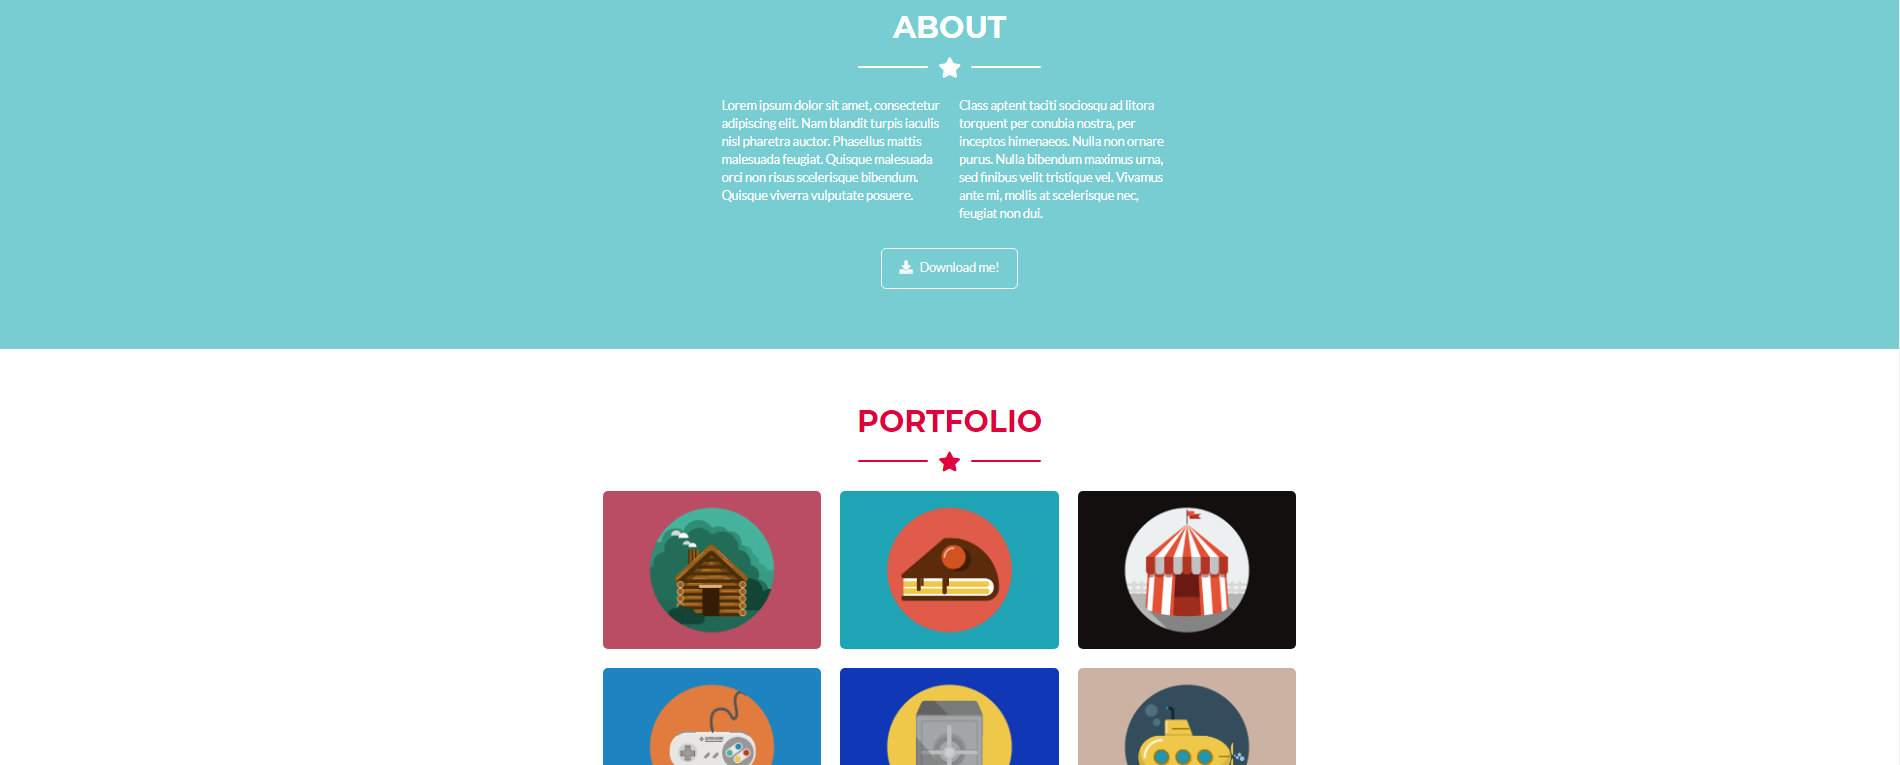 ABOUT
Lorem ipsum dolor sit amet, consectetur
adipiscing elit. Nam blandit turpis iaculis
nisl pharetra auctor. Phasellus mattis
malesuada feugiat. Quisque malesuada
orci non risus scelerisque bibendum.
Quisque viverra vulputate posuere.
Class aptent taciti sociosqu ad litora
torquent per conubia nostra, per
inceptos himenaeos. Nulla non ornare
purus. Nulla bibendum maximus urna,
sed finibus velit tristique vel. Vivamus
ante mi, mollis at scelerisque nec,
feugiat non dui.
Download me!
PORTFOLIO